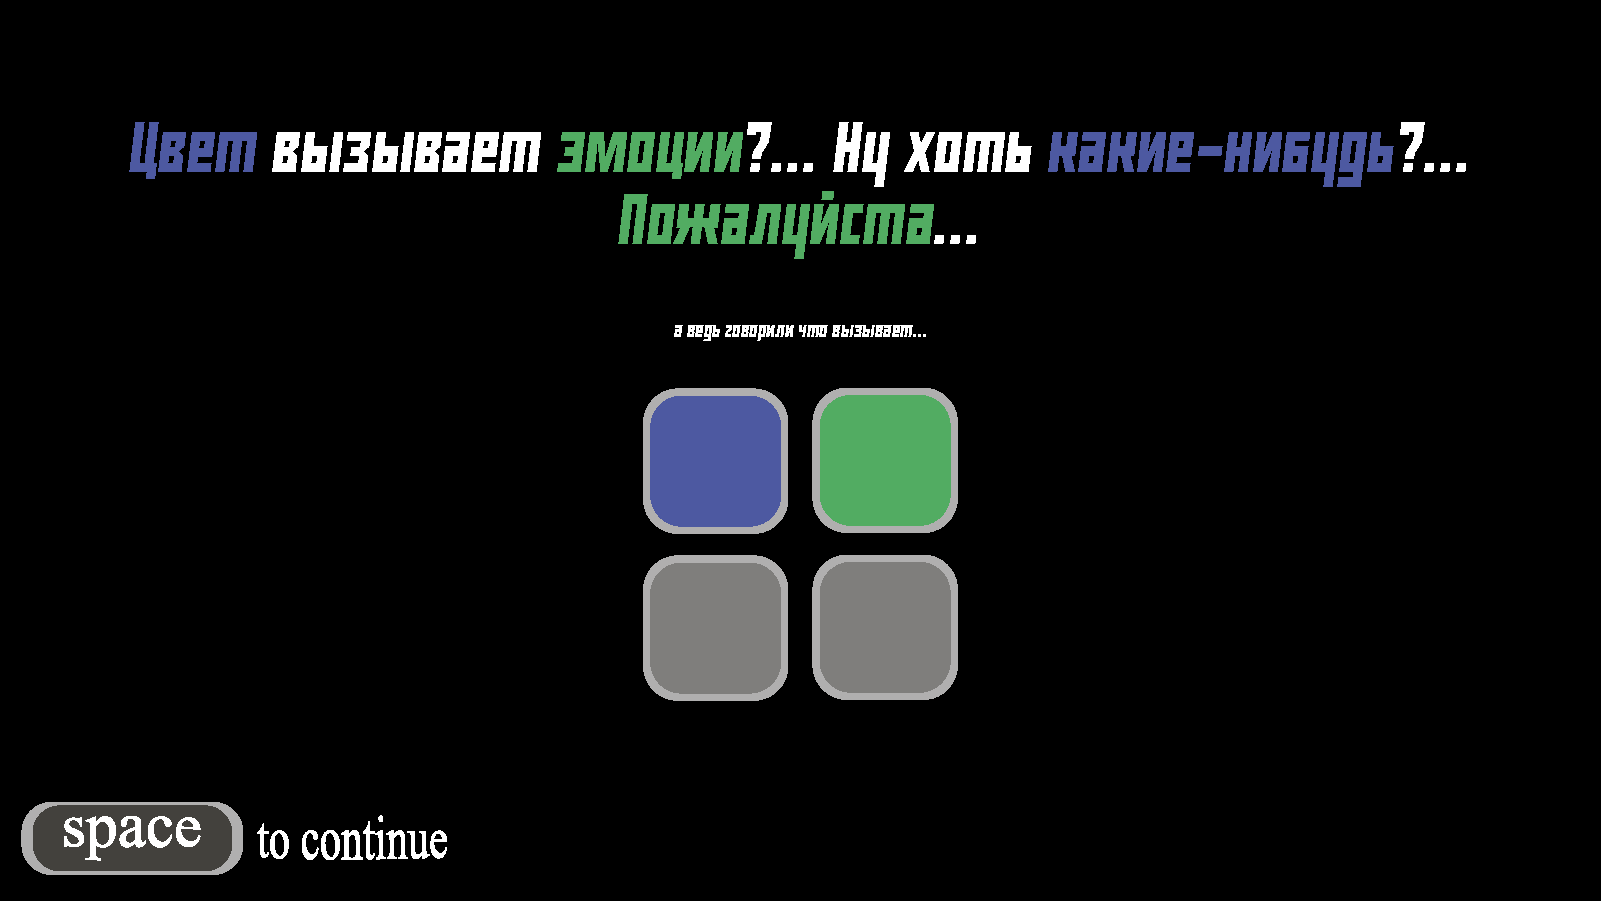 Цвет вызывает эмоции?... Ну хоть какие-нибудь?...
Пожалуйста...
а ведь говорили что вызывает...
space to continue